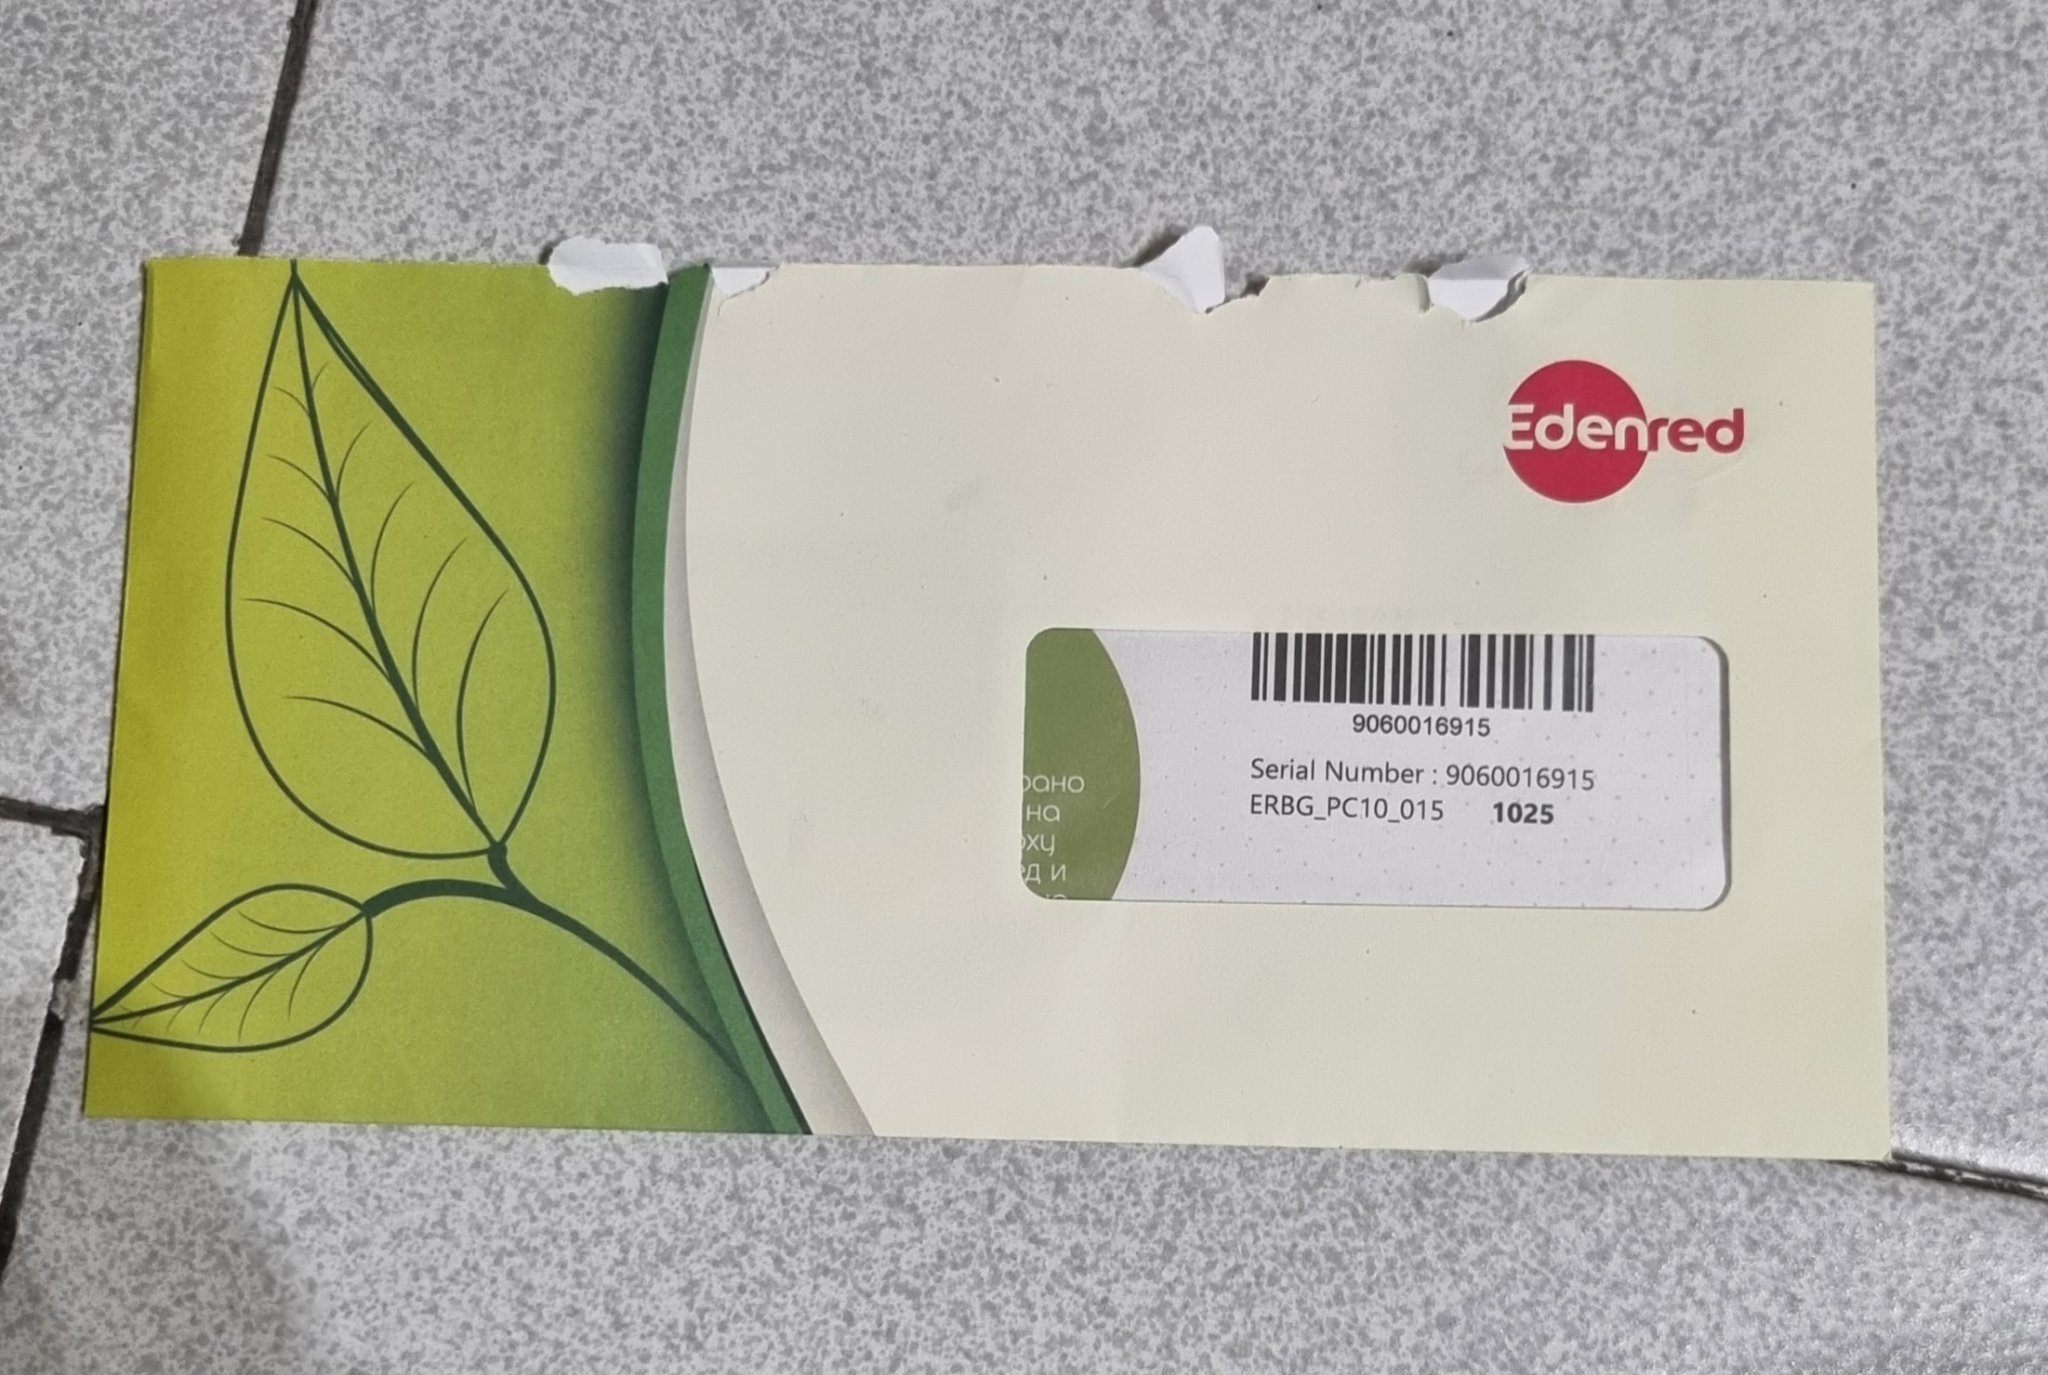 Edenred
9060016915
Serial Number : 9060016915
ERBG_PC10_015 1025
на
и